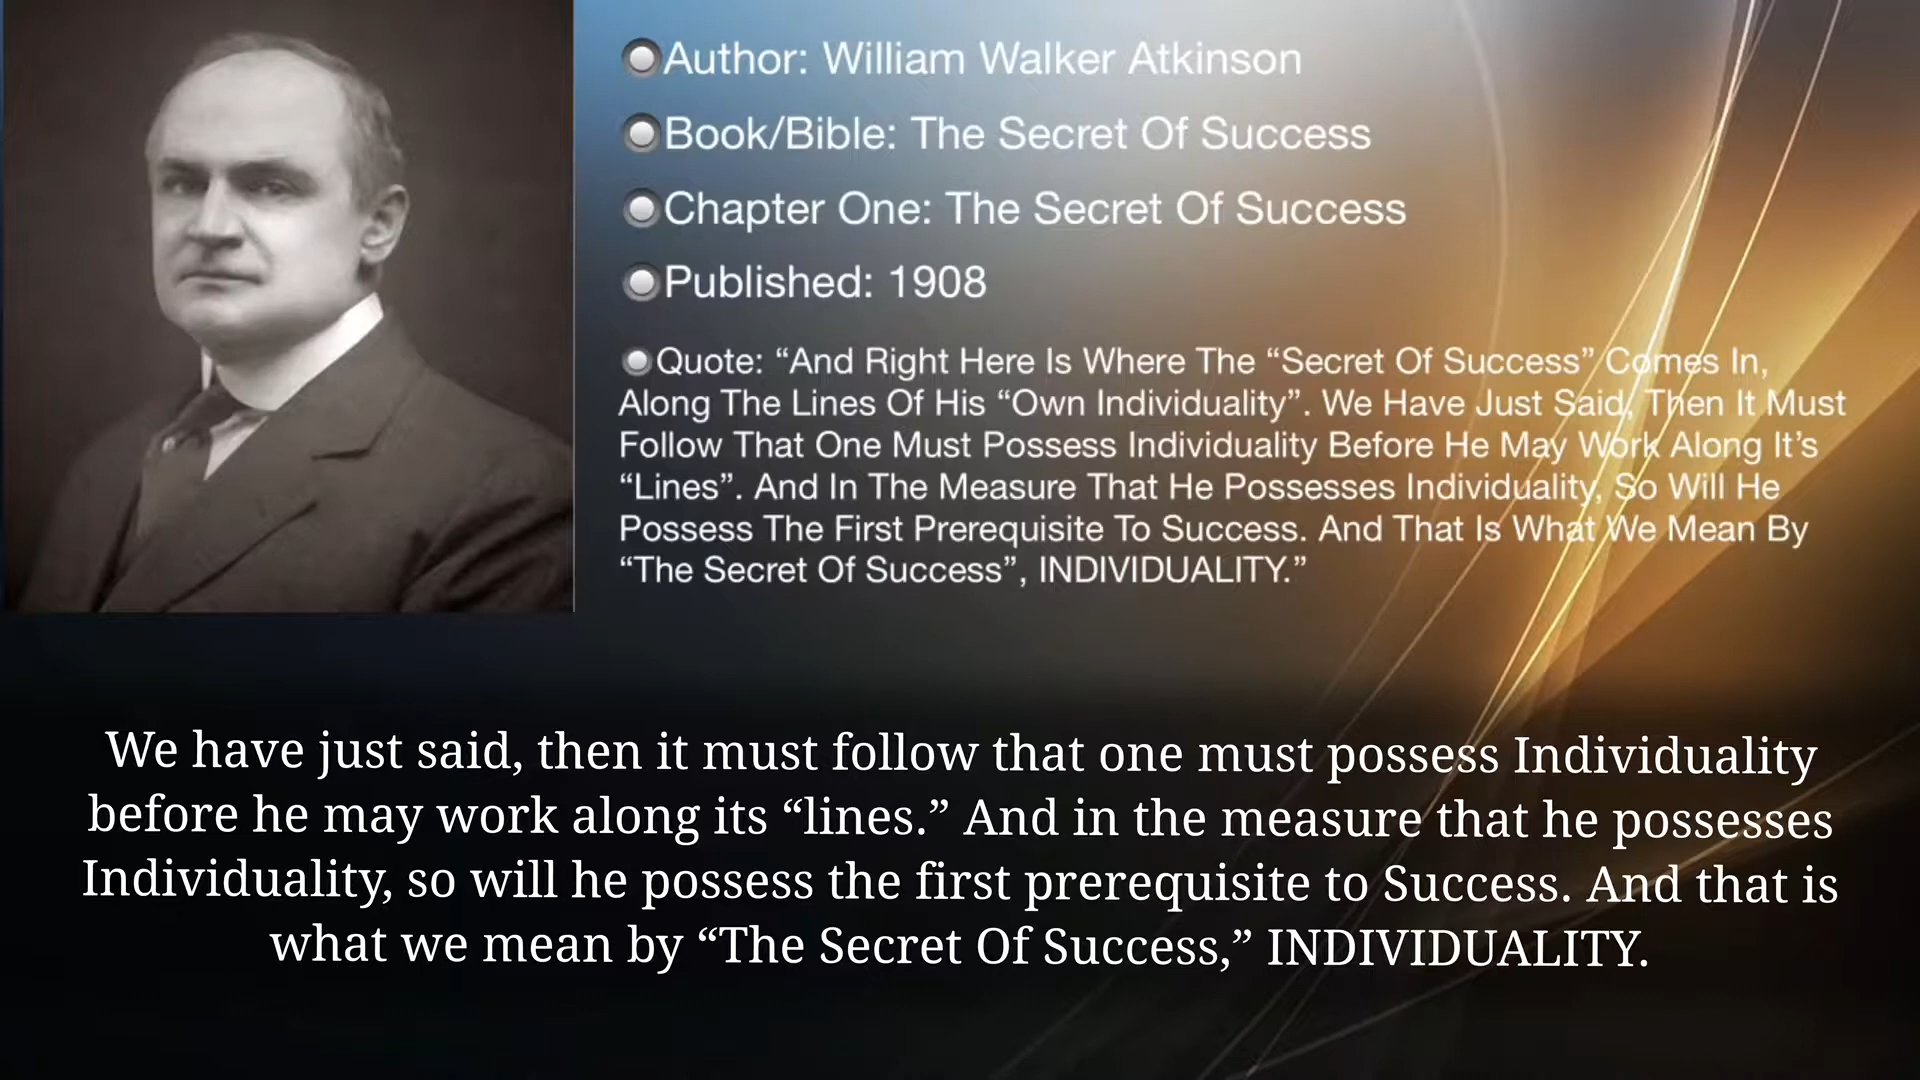 Author: William Walker Atkinson
Book/Bible: The Secret Of Success
Chapter One: The Secret Of Success
Published: 1908
Quote: “And Right Here Is Where The “Secret Of Success” Comes In,
Along The Lines Of His “Own Individuality”. We Have Just Said, Then It Must
Follow That One Must Possess Individuality Before He May Work Along It’s
“Lines”. And In The Measure That He Possesses Individuality, So Will He
Possess The First Prerequisite To Success. And That Is What We Mean By
“The Secret Of Success”, INDIVIDUALITY.”
We have just said, then it must follow that one must possess Individuality
before he may work along its “lines.” And in the measure that he possesses
Individuality, so will he possess the first prerequisite to Success. And that is
what we mean by “The Secret Of Success,” INDIVIDUALITY.